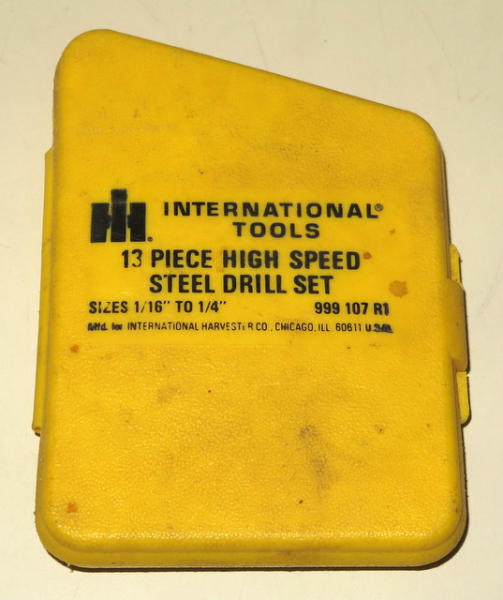 IH. INTERNATIONAL®
TOOLS
13 PIECE HIGH SPEED
STEEL DRILL SET
SIZES 1/16" TO 1/4" 999 107 R1
Mfd. for INTERNATIONAL HARVESTER CO., CHICAGO, ILL. 60611 U.S.A.